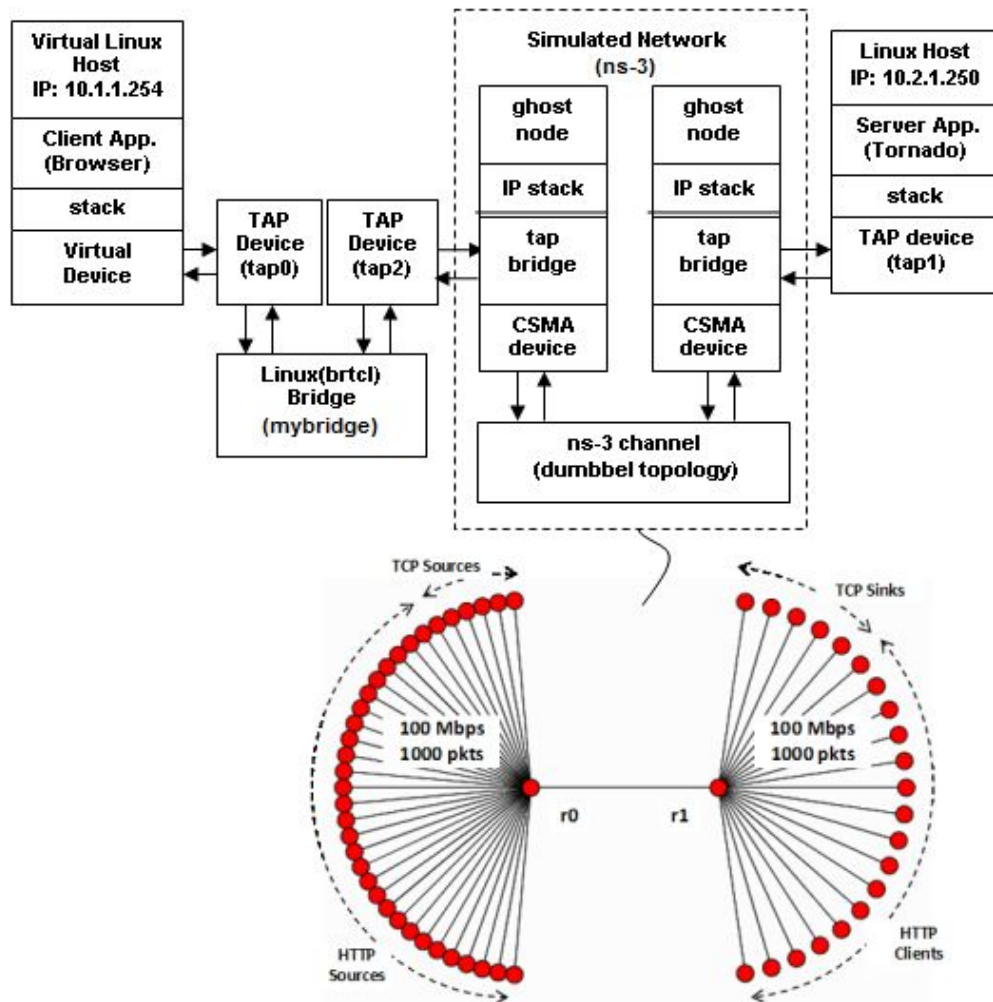 Virtual Linux
Host
IP: 10.1.1.254
Client App.
(Browser)
stack
Virtual
Device
TAP
Device
(tap0)
TAP
Device
(tap2)
Linux(brtcl)
Bridge
(mybridge)
Simulated Network
(ns-3)
ghost
node
IP stack
tap
bridge
CSMA
device
ghost
node
IP stack
tap
bridge
CSMA
device
ns-3 channel
(dumbbel topology)
Linux Host
IP: 10.2.1.250
Server App.
(Tornado)
stack
TAP device
(tap1)
TCP Sources
TCP Sinks
100 Mbps
1000 pkts
100 Mbps
1000 pkts
r0
r1
HTTP
Sources
HTTP
Clients